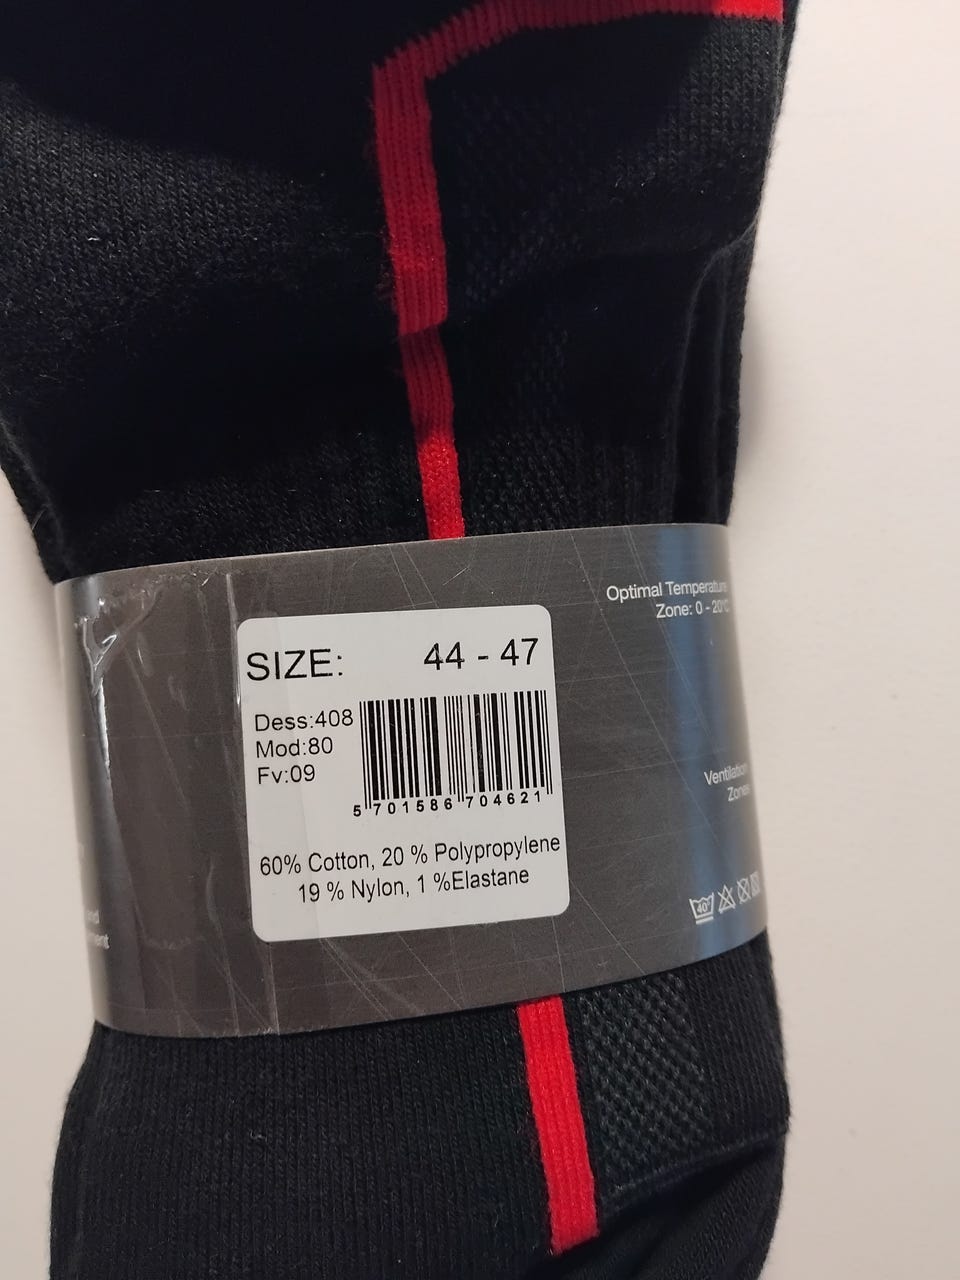 Optimal Temperature
Zone: 0 - 20°C
SIZE: 44 - 47
Dess:408
Mod:80
Fv:09
5 701586 704621
Ventilation
Zones
60% Cotton, 20 % Polypropylene
19 % Nylon, 1 %Elastane
40°